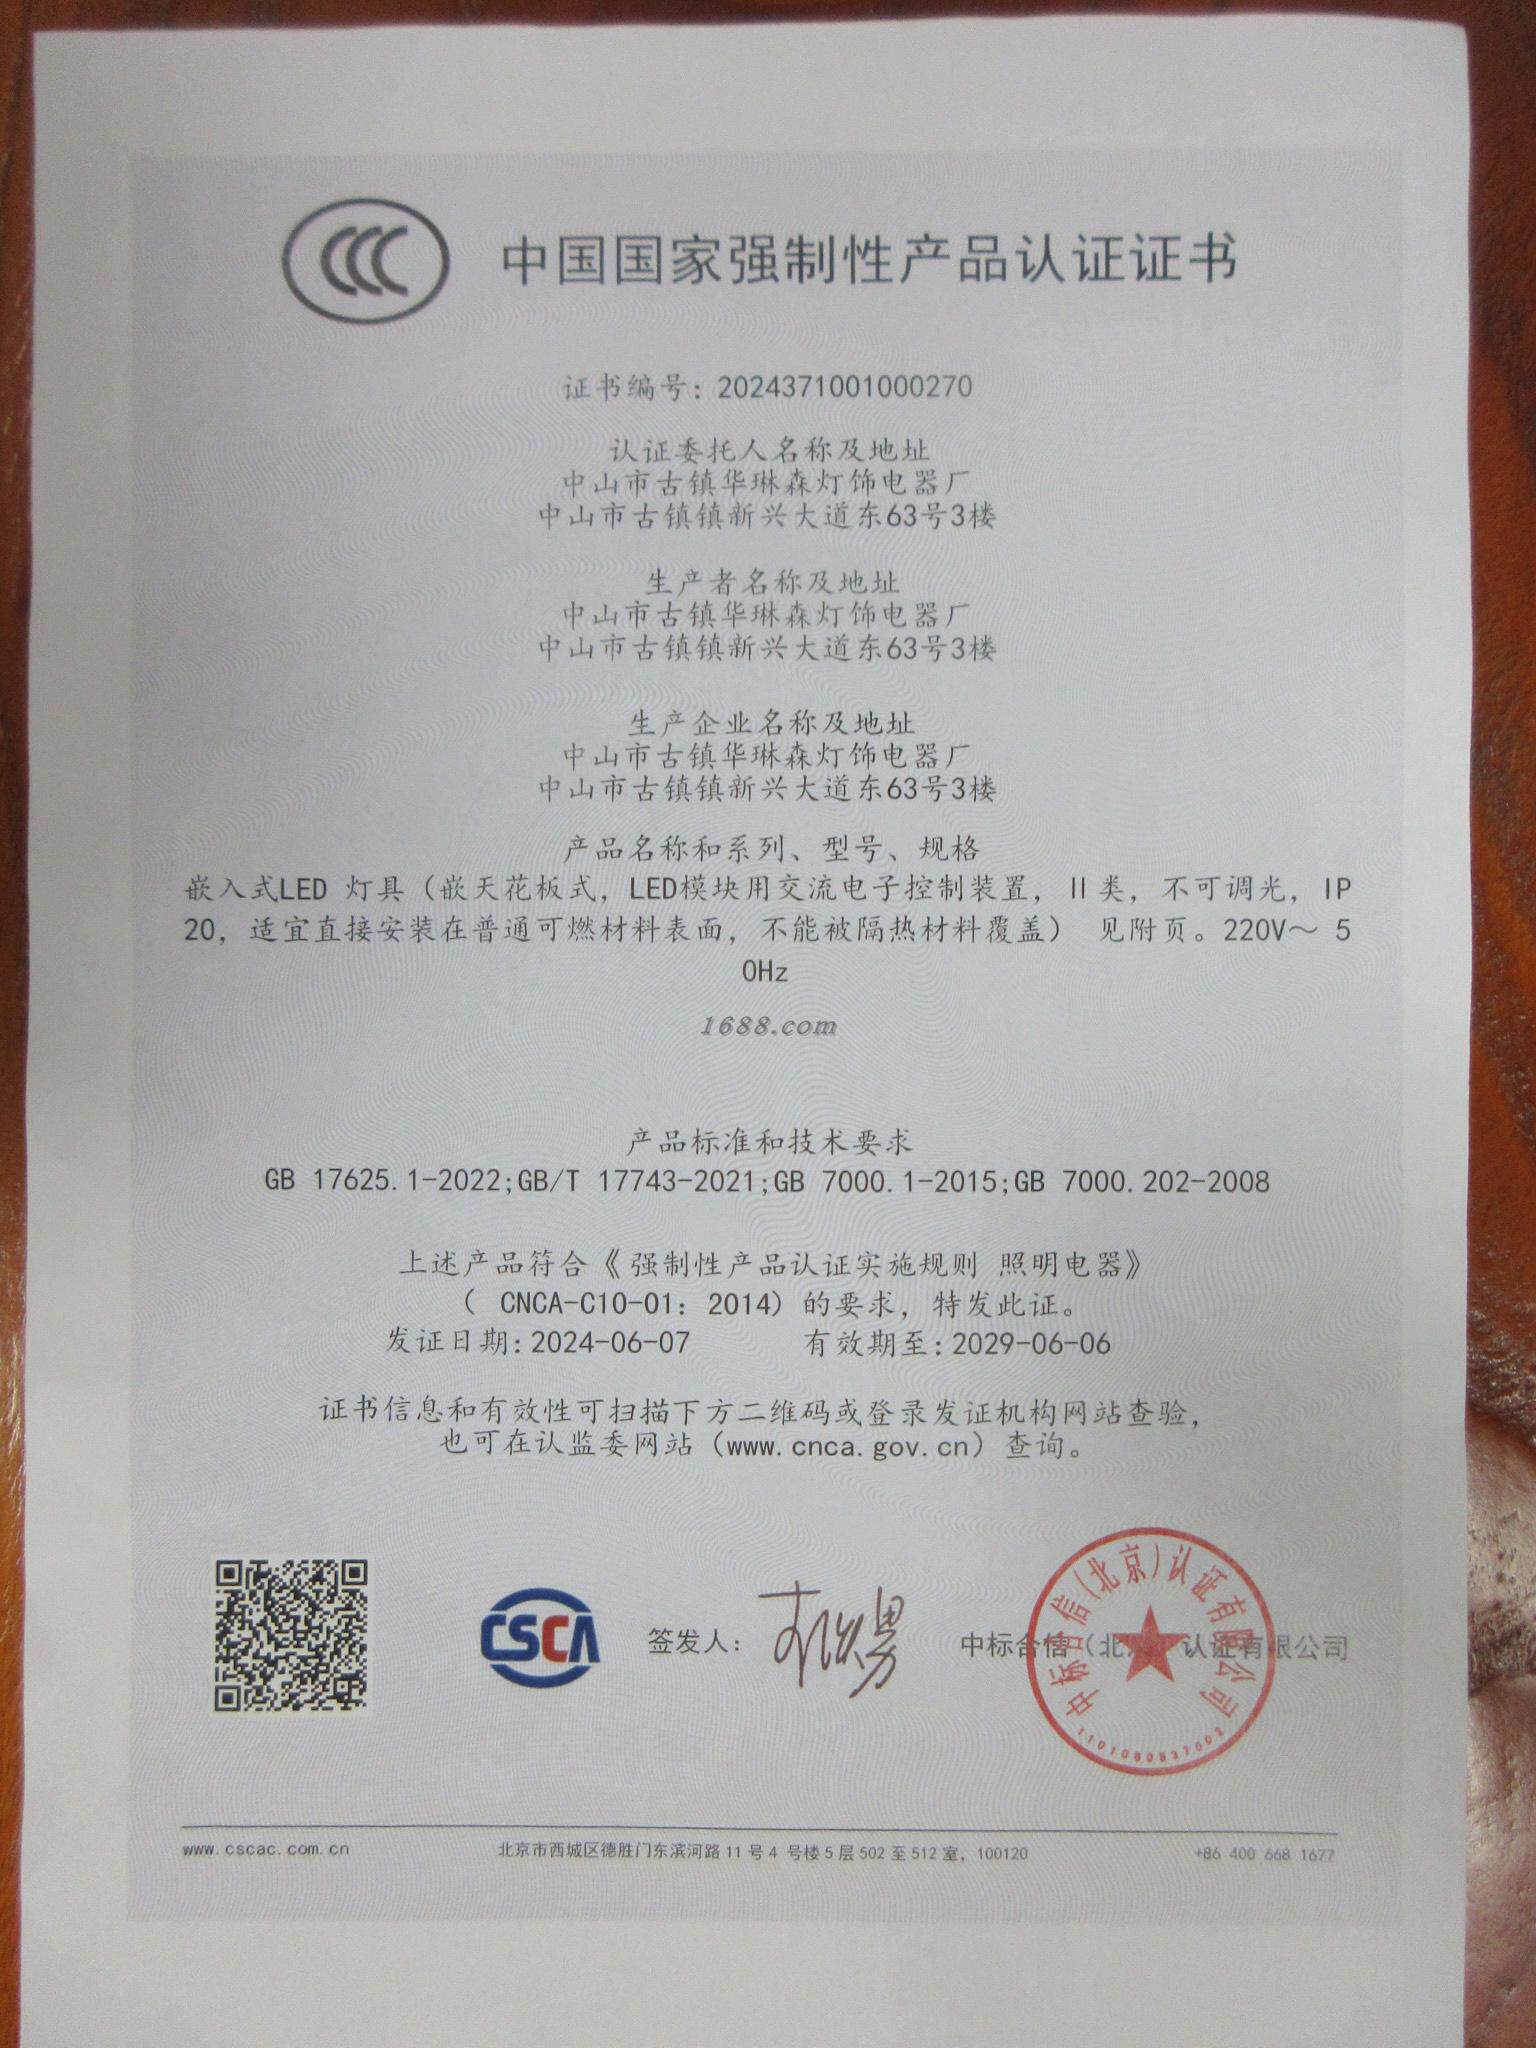 CCC
中国国家强制性产品认证证书
证书编号：2024371001000270
认证委托人名称及地址
中山市古镇华琳森灯饰电器厂
中山市古镇镇新兴大道东63号3楼
生产者名称及地址
中山市古镇华琳森灯饰电器厂
中山市古镇镇新兴大道东63号3楼
生产企业名称及地址
中山市古镇华琳森灯饰电器厂
中山市古镇镇新兴大道东63号3楼
产品名称和系列、型号、规格
嵌入式LED 灯具（嵌天花板式，LED模块用交流电子控制装置，II类，不可调光，IP
20，适宜直接安装在普通可燃材料表面，不能被隔热材料覆盖） 见附页。220V～ 5
0Hz
1688.com
产品标准和技术要求
GB 17625.1-2022;GB/T 17743-2021;GB 7000.1-2015;GB 7000.202-2008
上述产品符合《强制性产品认证实施规则 照明电器》
（ CNCA-C10-01：2014）的要求，特发此证。
发证日期:2024-06-07 有效期至:2029-06-06
证书信息和有效性可扫描下方二维码或登录发证机构网站查验，
也可在认监委网站（www.cnca.gov.cn）查询。
CSCA
签发人：
中标合信（北京）认证有限公司
中标合信(北京)认证有限公司
www.cscac.com.cn 北京市西城区德胜门东滨河路11号4 号楼5层502至512室，100120 +86 400 668 1677